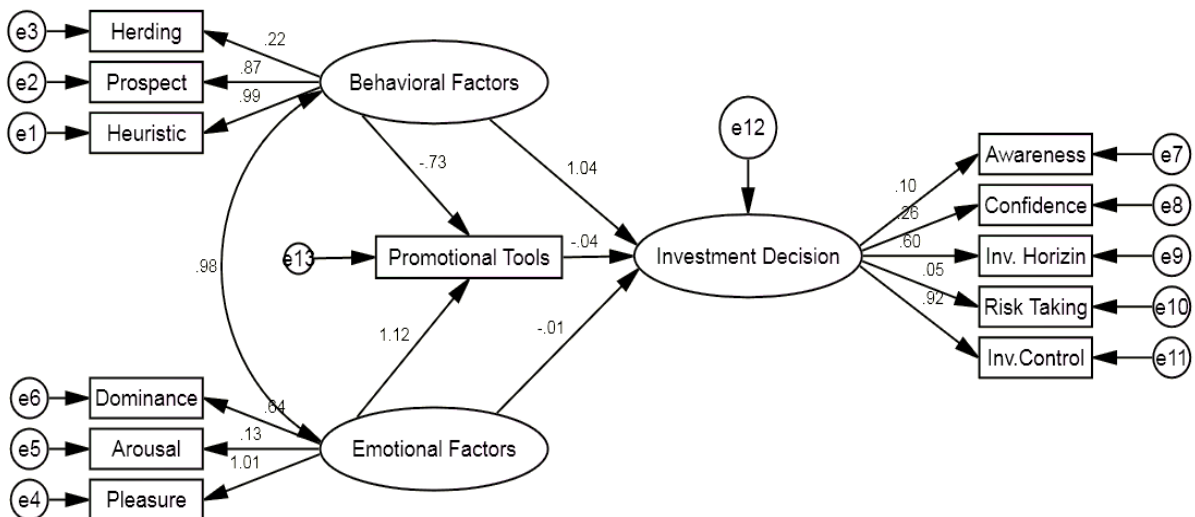 e3 Herding .22
e2 Prospect .87 Behavioral Factors
e1 Heuristic .99
e12
-.73 1.04
Awareness e7
.10
Confidence e8
.26
e13 Promotional Tools -.04 Investment Decision .60 Inv. Horizin e9
.98
.05
Risk Taking e10
.92
1.12 -.01
Inv.Control e11
e6 Dominance .64
e5 Arousal .13 Emotional Factors
e4 Pleasure 1.01